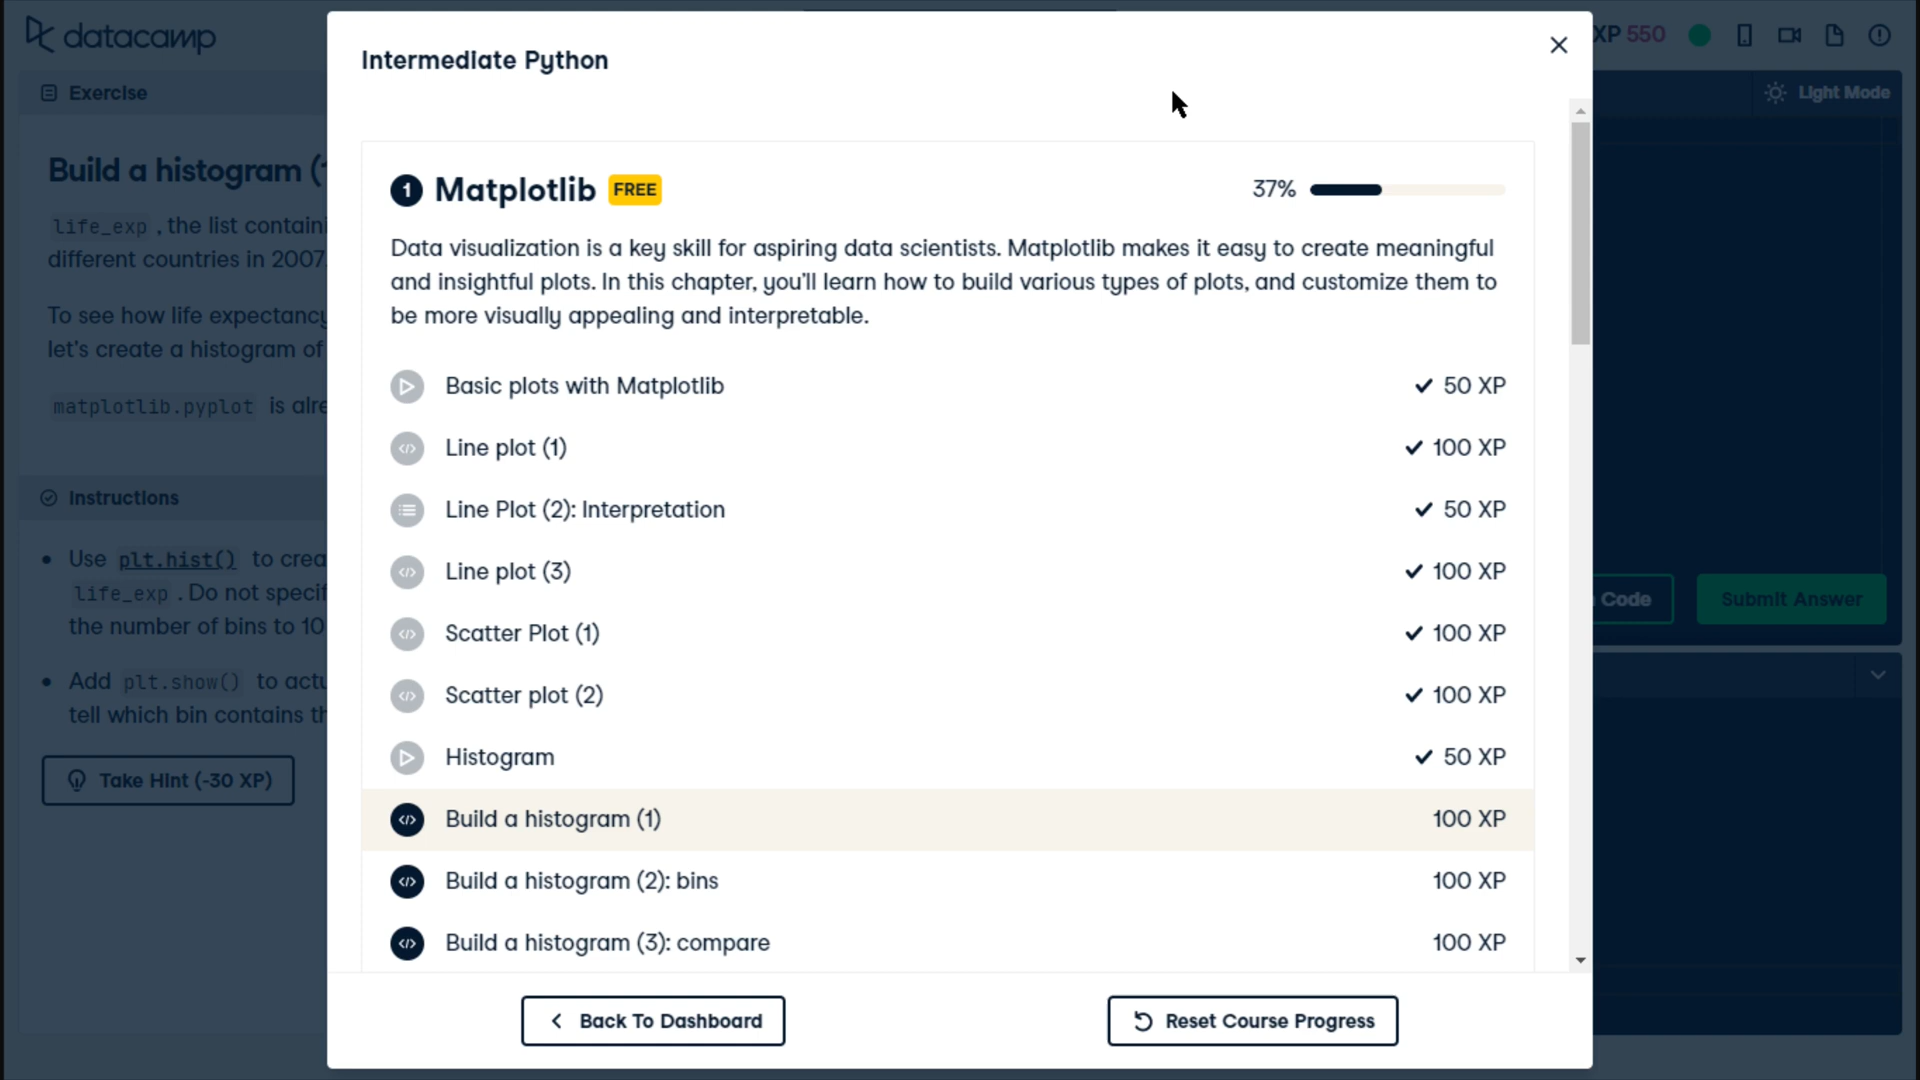 datacamp
Intermediate Python
XP 550
Exercise
Light Mode
Build a histogram (
life_exp , the list containi
different countries in 2007.
To see how life expectancy
let's create a histogram of
matplotlib.pyplot is alre
Instructions
Use plt.hist() to crea
life_exp . Do not specif
the number of bins to 10
Add plt.show() to actu
tell which bin contains th
Take Hint (-30 XP)
1 Matplotlib FREE 37%
Data visualization is a key skill for aspiring data scientists. Matplotlib makes it easy to create meaningful
and insightful plots. In this chapter, you'll learn how to build various types of plots, and customize them to
be more visually appealing and interpretable.
Basic plots with Matplotlib 50 XP
Line plot (1) 100 XP
Line Plot (2): Interpretation 50 XP
Line plot (3) 100 XP
Scatter Plot (1) 100 XP
Scatter plot (2) 100 XP
Histogram 50 XP
Build a histogram (1) 100 XP
Build a histogram (2): bins 100 XP
Build a histogram (3): compare 100 XP
Back To Dashboard
Reset Course Progress
Code
Submit Answer